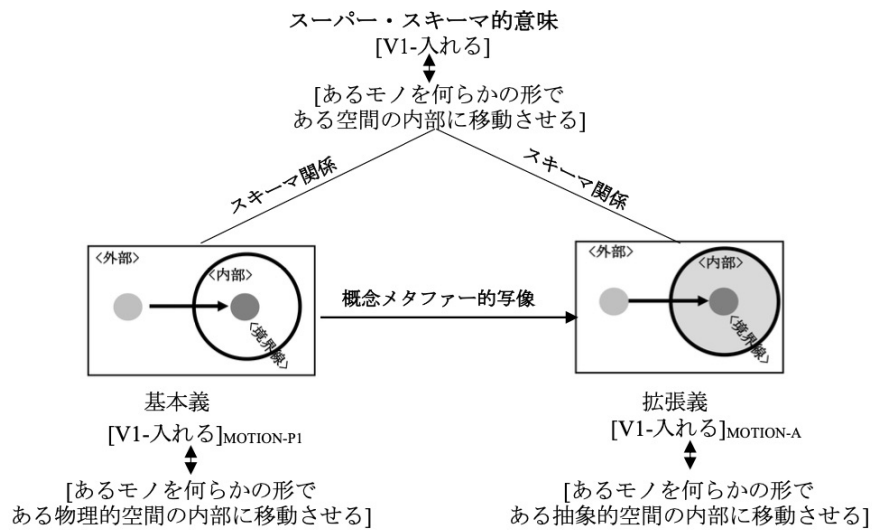 スーパー・スキーマ的意味
[V1-入れる]
[あるモノを何らかの形で
ある空間の内部に移動させる]
スキーマ関係
スキーマ関係
<外部>
<内部>
<境界線>
概念メタファー的写像
<外部>
<内部>
<境界線>
基本義
[V1-入れる]MOTION-P1
[あるモノを何らかの形で
ある物理的空間の内部に移動させる]
拡張義
[V1-入れる]MOTION-A
[あるモノを何らかの形で
ある抽象的空間の内部に移動させる]